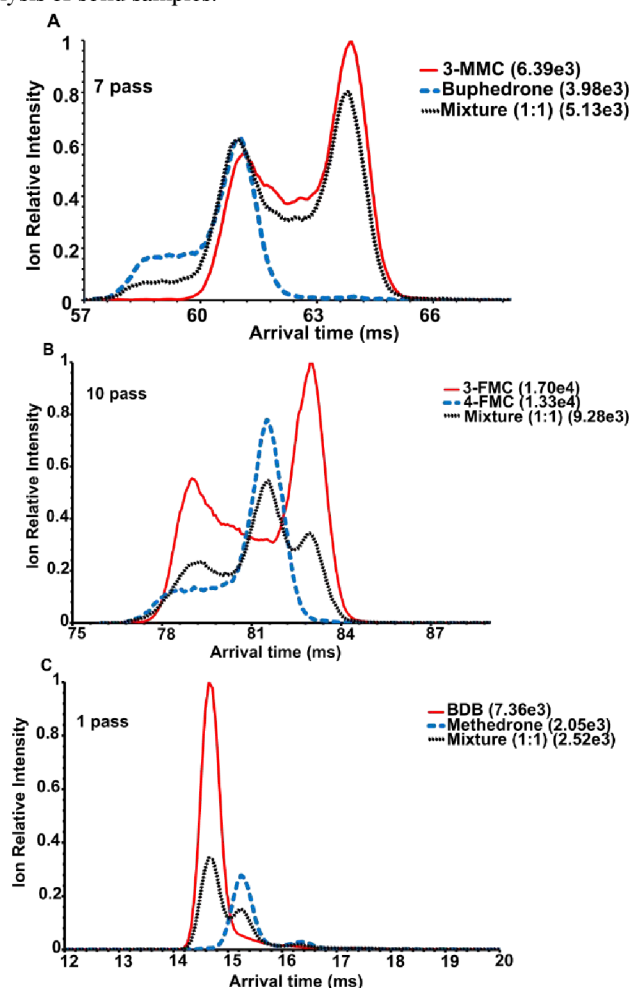 lysis of solid samples.
A
1
7 pass
3-MMC (6.39e3)
Buphedrone (3.98e3)
Mixture (1:1) (5.13e3)
0.8
0.6
0.4
0.2
0
Ion Relative Intensity
57 60 63 66
Arrival time (ms)
B
1
10 pass
3-FMC (1.70e4)
4-FMC (1.33e4)
Mixture (1:1) (9.28e3)
0.8
0.6
0.4
0.2
0
Ion Relative Intensity
75 78 81 84 87
Arrival time (ms)
C
1
1 pass
BDB (7.36e3)
Methedrone (2.05e3)
Mixture (1:1) (2.52e3)
0.8
0.6
0.4
0.2
0
Ion Relative Intensity
12 13 14 15 16 17 18 19 20
Arrival time (ms)